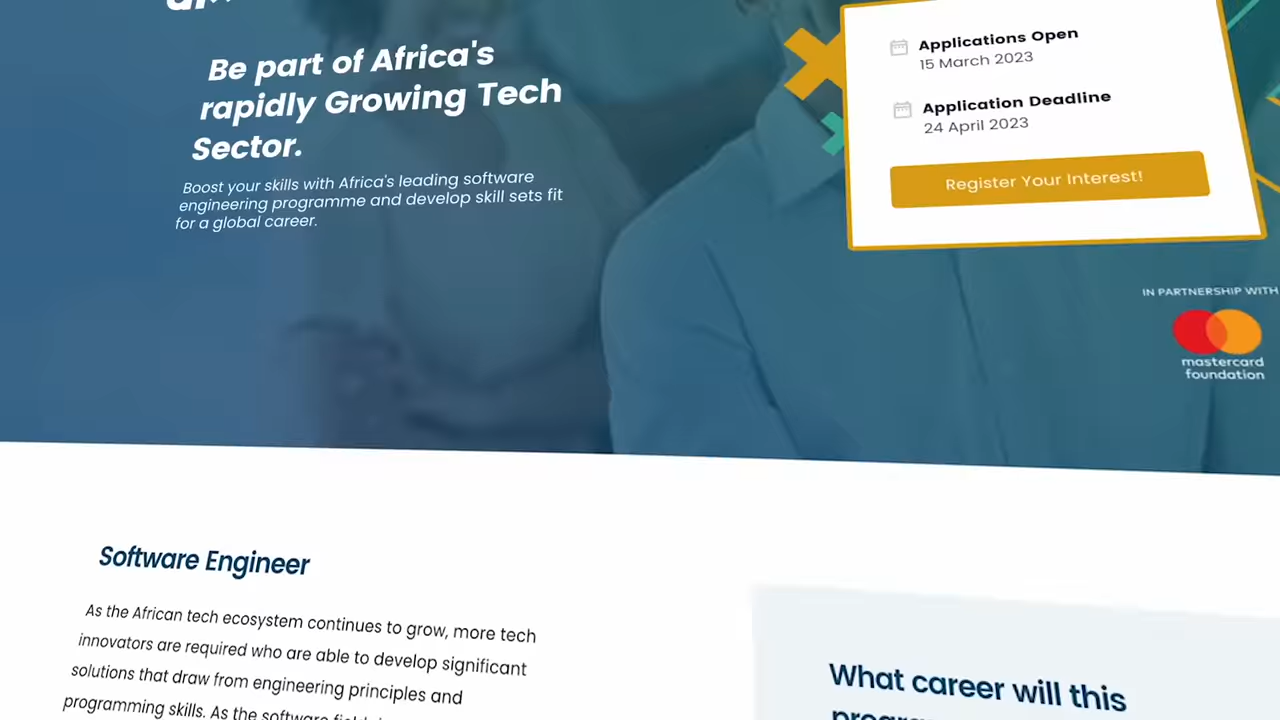 Be part of Africa's
rapidly Growing Tech
Sector.
Boost your skills with Africa's leading software
engineering programme and develop skill sets fit
for a global career.
Applications Open
15 March 2023
Application Deadline
24 April 2023
Register Your Interest!
IN PARTNERSHIP WITH
mastercard
foundation
Software Engineer
As the African tech ecosystem continues to grow, more tech
innovators are required who are able to develop significant
solutions that draw from engineering principles and
programming skills. As the software
What career will this